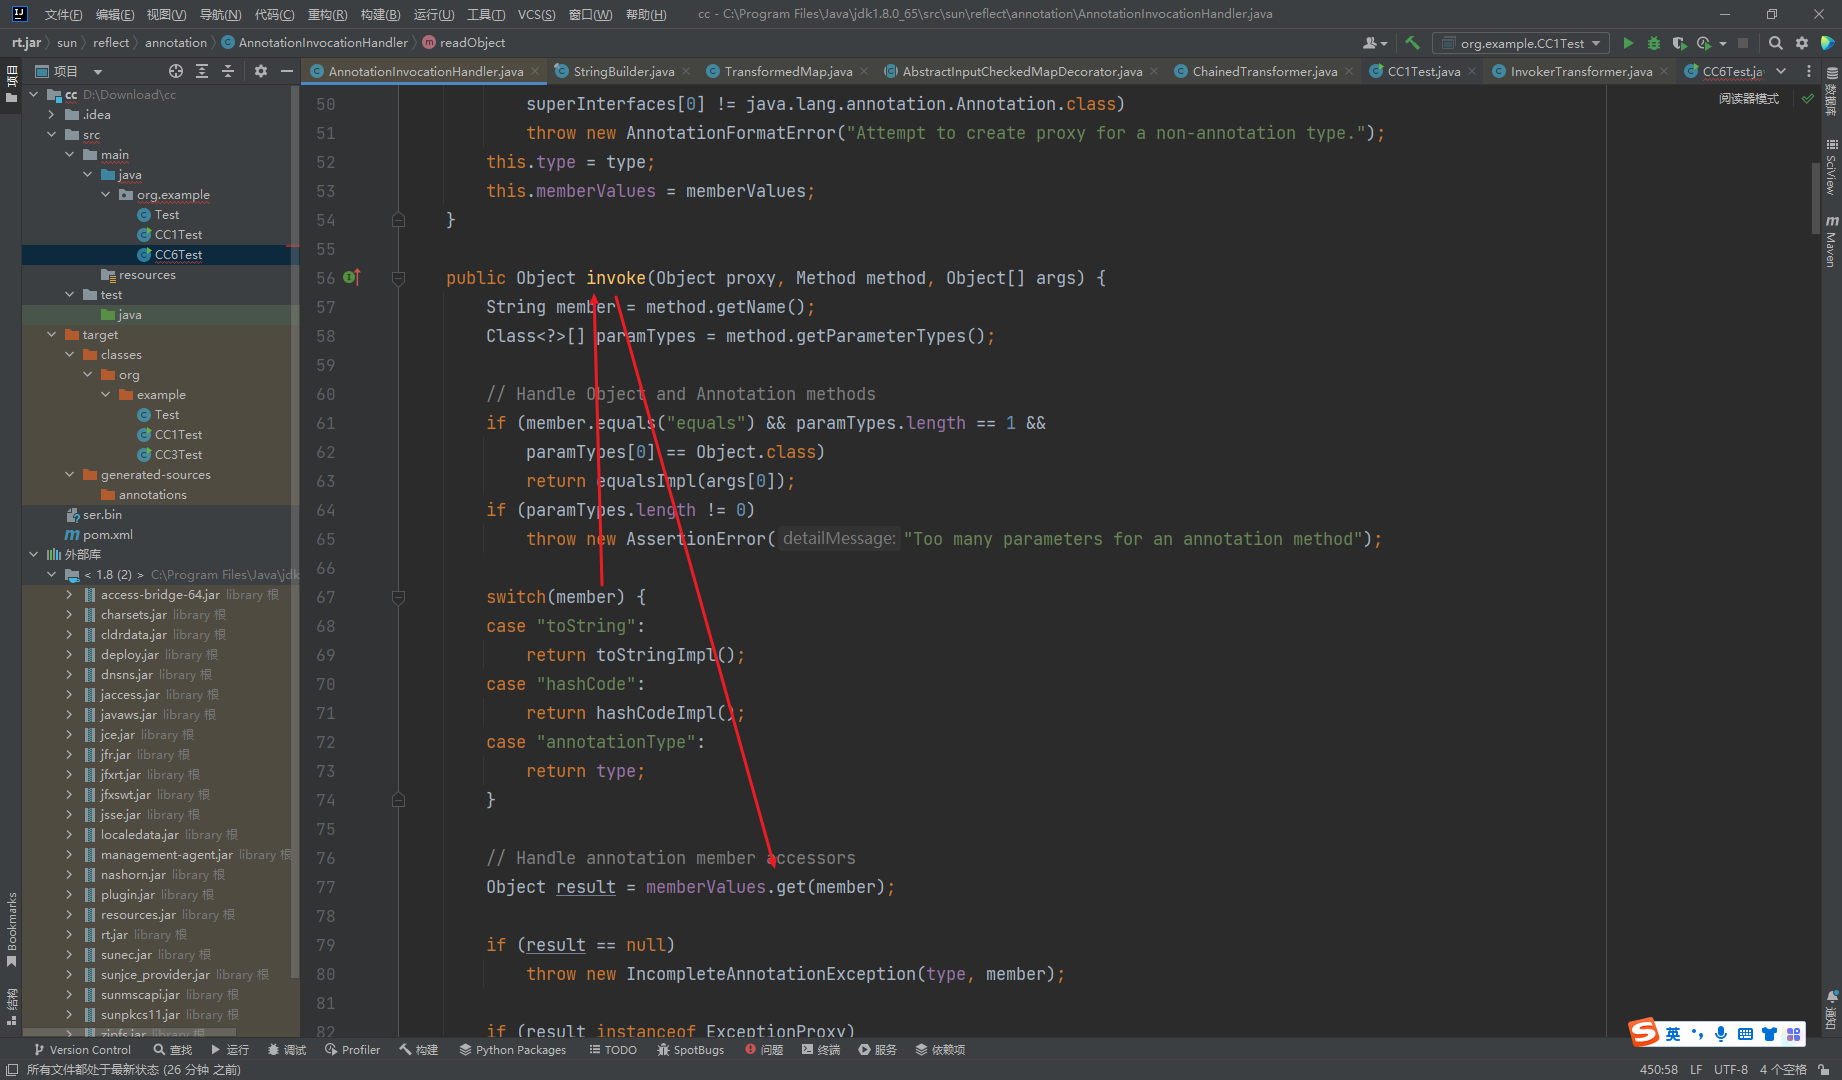 文件(F) 编辑(E) 视图(V) 导航(N) 代码(C) 重构(R) 构建(B) 运行(U) 工具(T) VCS(S) 窗口(W) 帮助(H) cc - C:\Program Files\Java\jdk1.8.0_65\src\sun\reflect\annotation\AnnotationInvocationHandler.java
rt.jar sun reflect annotation AnnotationInvocationHandler readObject
org.example.CC1Test
项目
AnnotationInvocationHandler.java StringBuilder.java TransformedMap.java AbstractInputCheckedMapDecorator.java ChainedTransformer.java CC1Test.java InvokerTransformer.java CC6Test.ja
项目
cc D:\Download\cc
.idea
src
main
java
org.example
Test
CC1Test
CC6Test
resources
test
java
target
classes
org
example
Test
CC1Test
CC3Test
generated-sources
annotations
ser.bin
pom.xml
外部库
< 1.8 (2) > C:\Program Files\Java\jdk
access-bridge-64.jar library 根
charsets.jar library 根
cldrdata.jar library 根
deploy.jar library 根
dnsns.jar library 根
jaccess.jar library 根
javaws.jar library 根
jce.jar library 根
jfr.jar library 根
jfxrt.jar library 根
jfxswt.jar library 根
jsse.jar library 根
localedata.jar library 根
management-agent.jar library 根
nashorn.jar library 根
plugin.jar library 根
resources.jar library 根
rt.jar library 根
sunec.jar library 根
sunjce_provider.jar library 根
sunmscapi.jar library 根
sunpkcs11.jar library 根
zipfs.jar library 根
Bookmarks
结构
阅读器模式
50 superInterfaces[0] != java.lang.annotation.Annotation.class)
51 throw new AnnotationFormatError("Attempt to create proxy for a non-annotation type.");
52 this.type = type;
53 this.memberValues = memberValues;
54 }
55
56 public Object invoke(Object proxy, Method method, Object[] args) {
57 String member = method.getName();
58 Class<?>[] paramTypes = method.getParameterTypes();
59
60 // Handle Object and Annotation methods
61 if (member.equals("equals") && paramTypes.length == 1 &&
62 paramTypes[0] == Object.class)
63 return equalsImpl(args[0]);
64 if (paramTypes.length != 0)
65 throw new AssertionError( detailMessage: "Too many parameters for an annotation method");
66
67 switch(member) {
68 case "toString":
69 return toStringImpl();
70 case "hashCode":
71 return hashCodeImpl();
72 case "annotationType":
73 return type;
74 }
75
76 // Handle annotation member accessors
77 Object result = memberValues.get(member);
78
79 if (result == null)
80 throw new IncompleteAnnotationException(type, member);
81
82 if (result instanceof ExceptionProxy)
数据库
SciView
Maven
通知
英
Version Control 查找 运行 调试 Profiler 构建 Python Packages TODO SpotBugs 问题 终端 服务 依赖项
所有文件都处于最新状态 (26 分钟 之前) 450:58 LF UTF-8 4 个空格